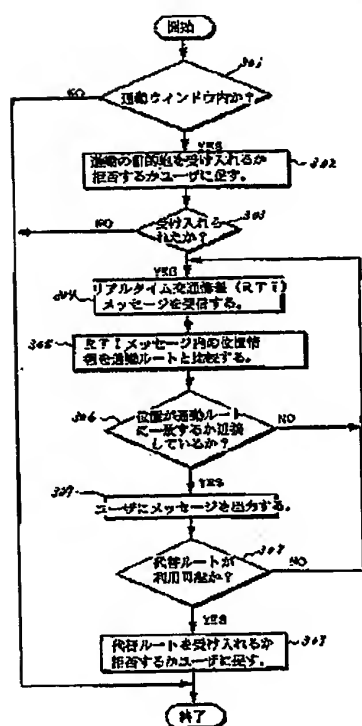 開始
301
通勤ウィンドウ内か?
NO
YES
302
通勤の目的地を受け入れるか
拒否するかユーザに促す。
303
NO
受け入れら
れたか?
YES
304
リアルタイム交通情報(RTI)
メッセージを受信する。
305
RTIメッセージ内の位置情
報を通勤ルートと比較する。
306
位置が通勤ルート
に一致するか近接
しているか?
NO
YES
307
ユーザにメッセージを出力する。
代替ルートが
利用可能か?
NO
YES
代替ルートを受け入れるか
拒否するかユーザに促す。
終了